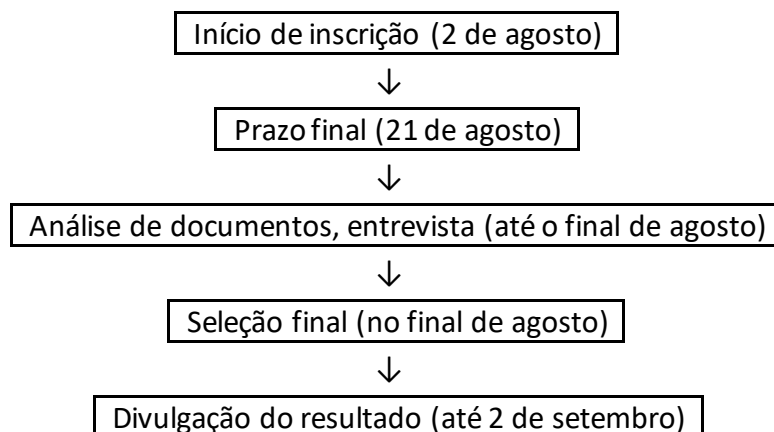 Início de inscrição (2 de agosto)
↓
Prazo final (21 de agosto)
↓
Análise de documentos, entrevista (até o final de agosto)
↓
Seleção final (no final de agosto)
↓
Divulgação do resultado (até 2 de setembro)